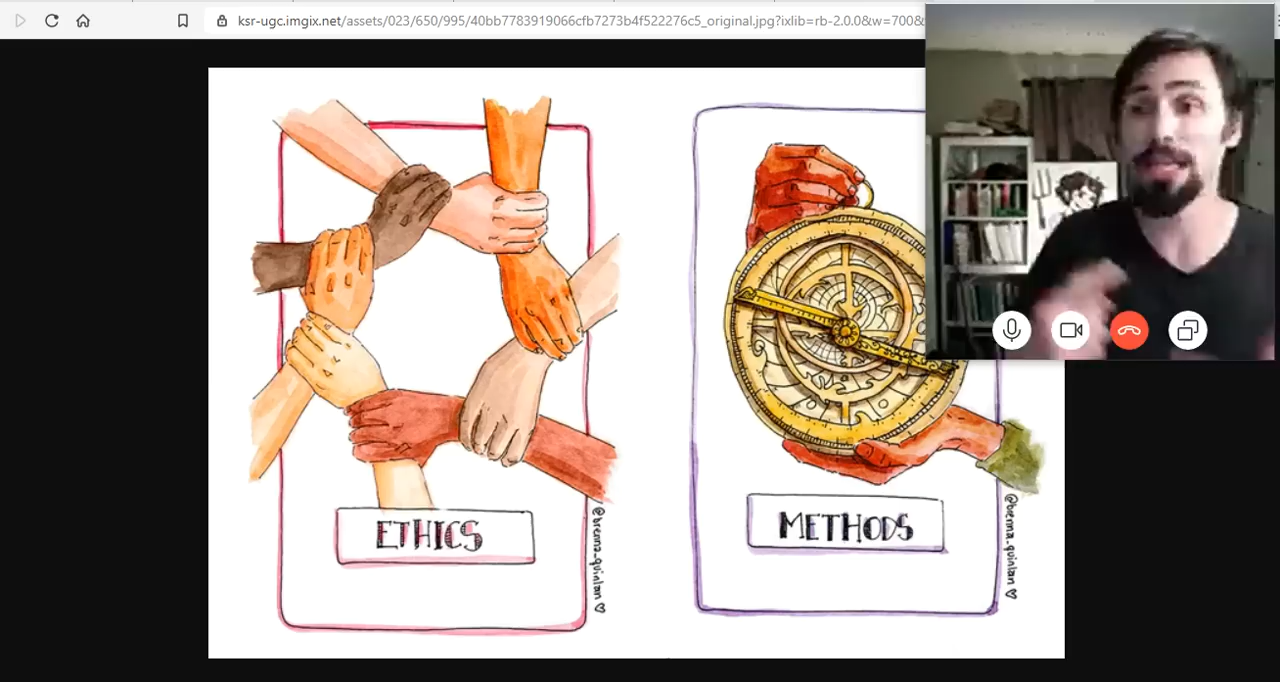 ksr-ugc.imgix.net/assets/023/650/995/40bb7783919066cfb7273b4f522276c5_original.jpg?ixlib=rb-2.0.0&w=700&
ETHICS
@brenna_quinlan
METHODS
@brenna_quinlan